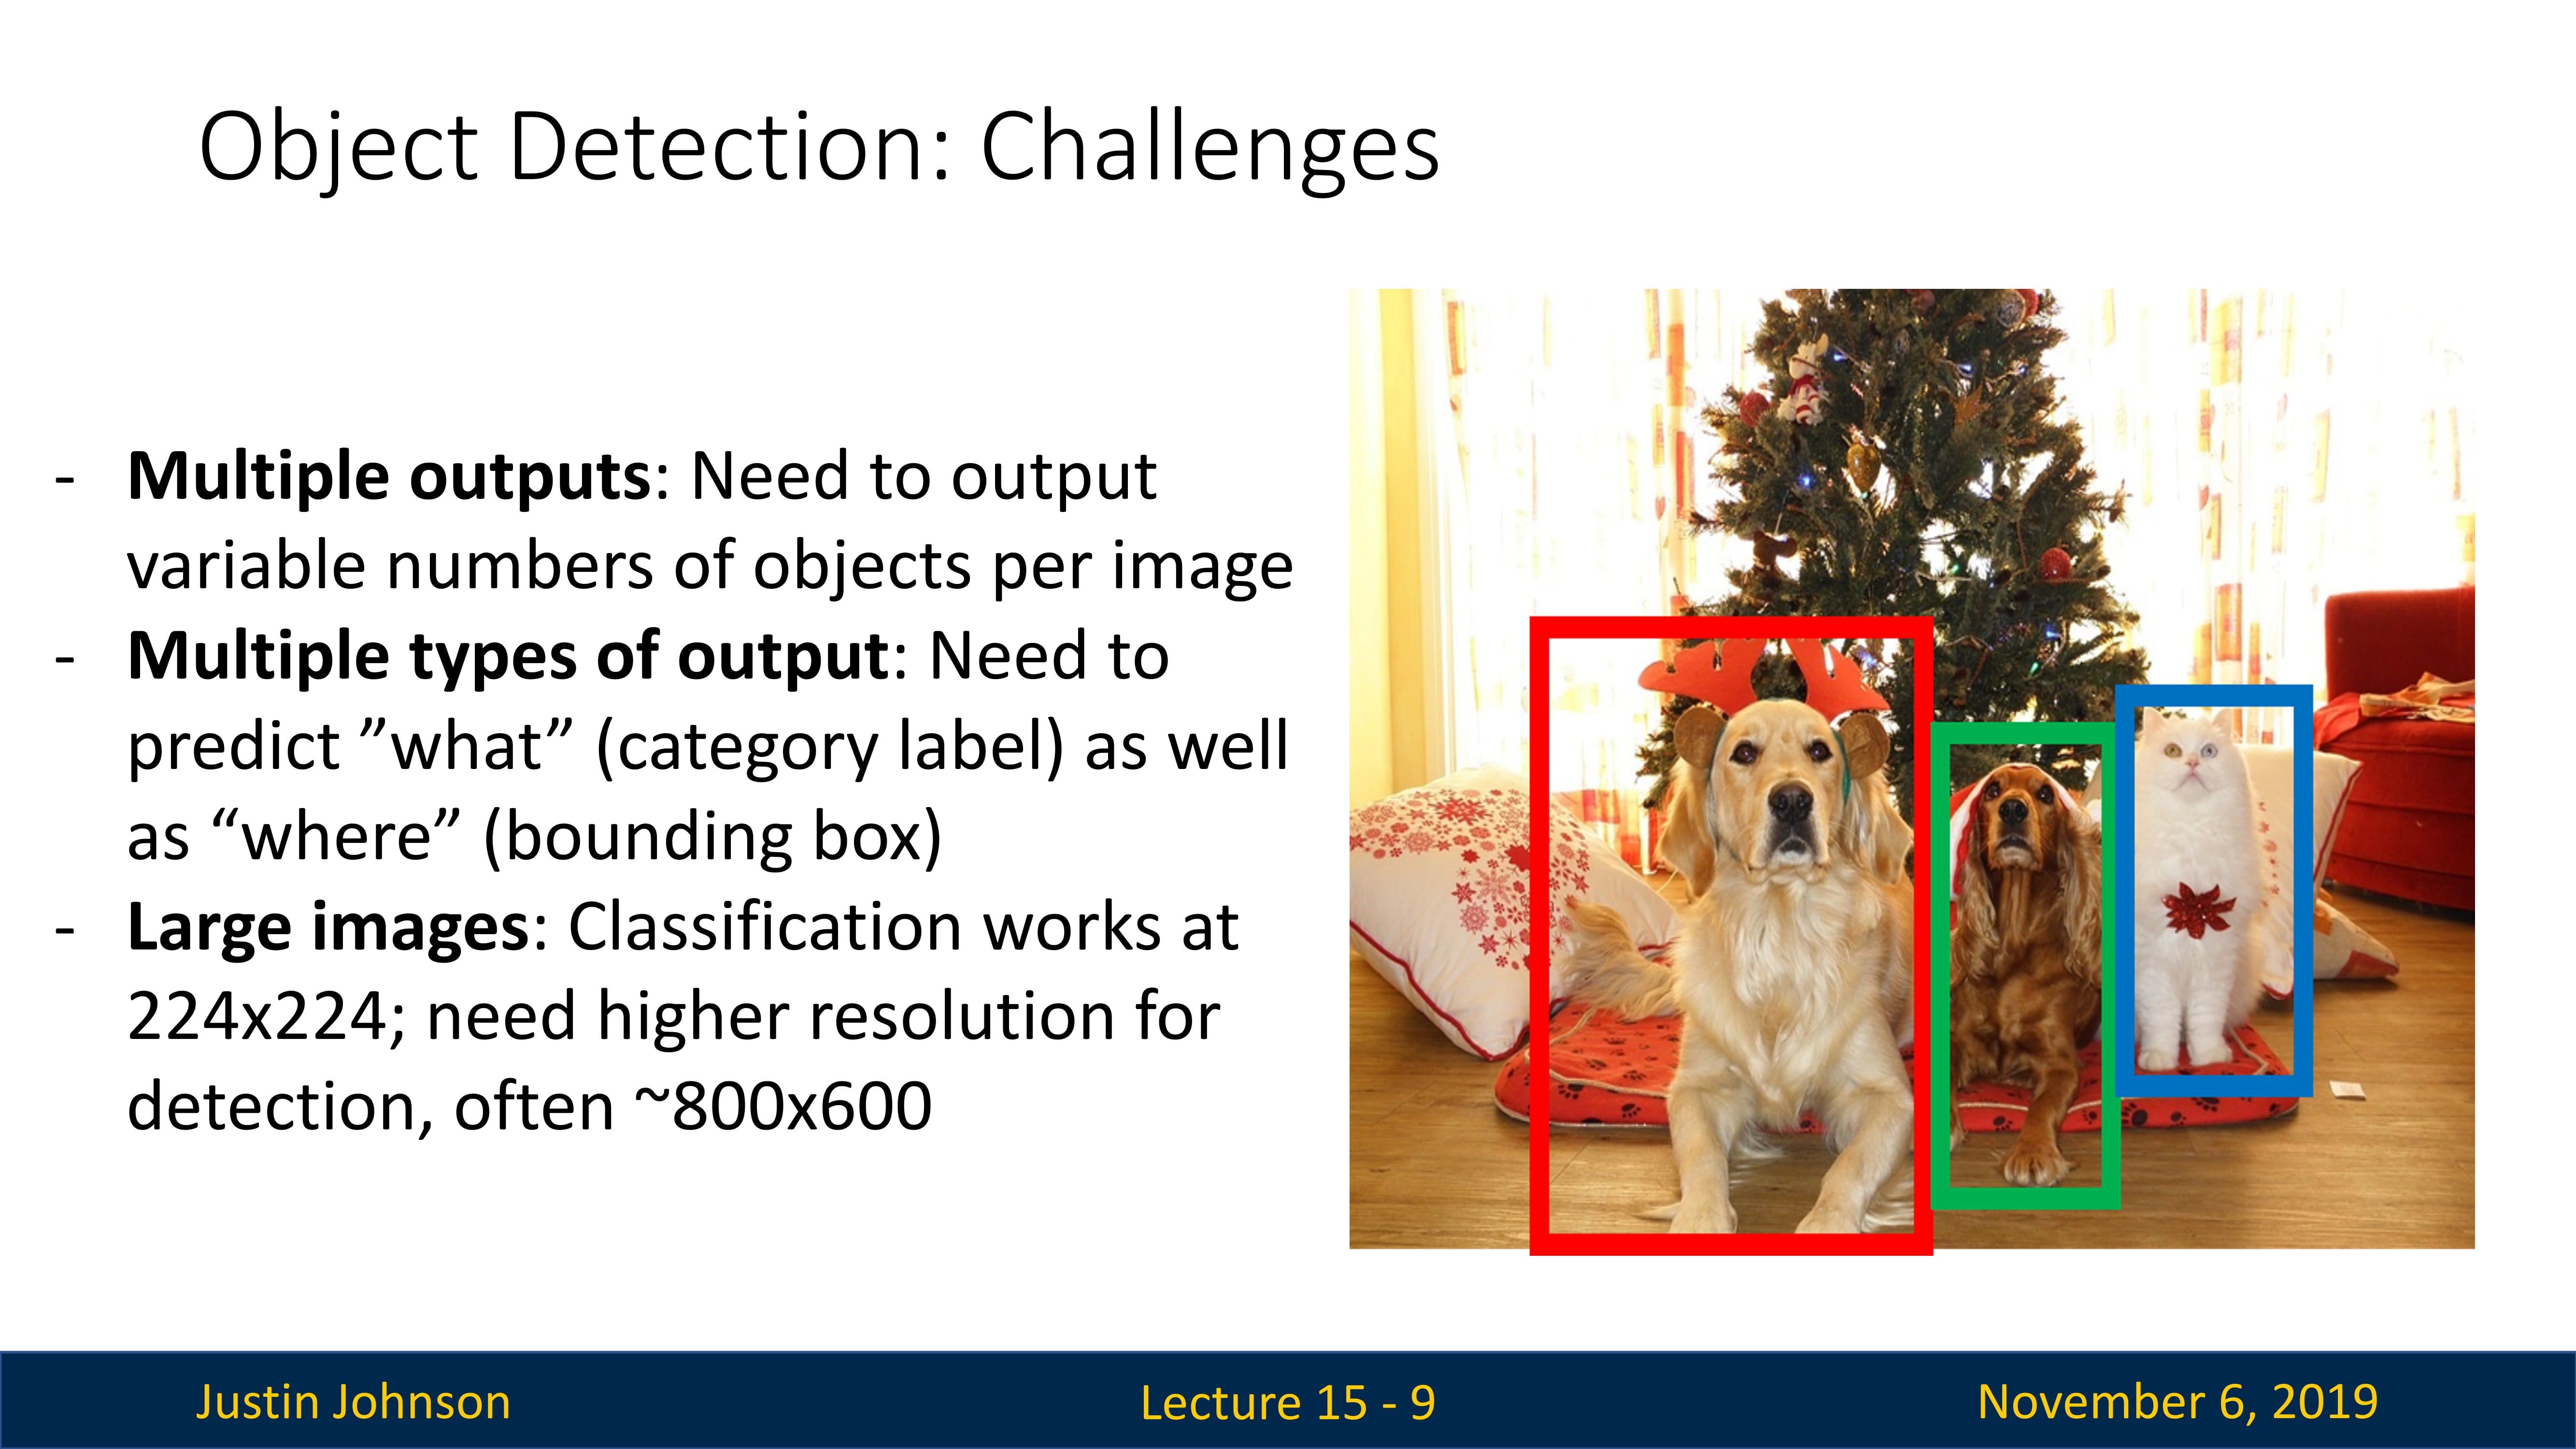 Object Detection: Challenges
- Multiple outputs: Need to output
variable numbers of objects per image
- Multiple types of output: Need to
predict ”what” (category label) as well
as “where” (bounding box)
- Large images: Classification works at
224x224; need higher resolution for
detection, often ~800x600
Justin Johnson
Lecture 15 - 9
November 6, 2019